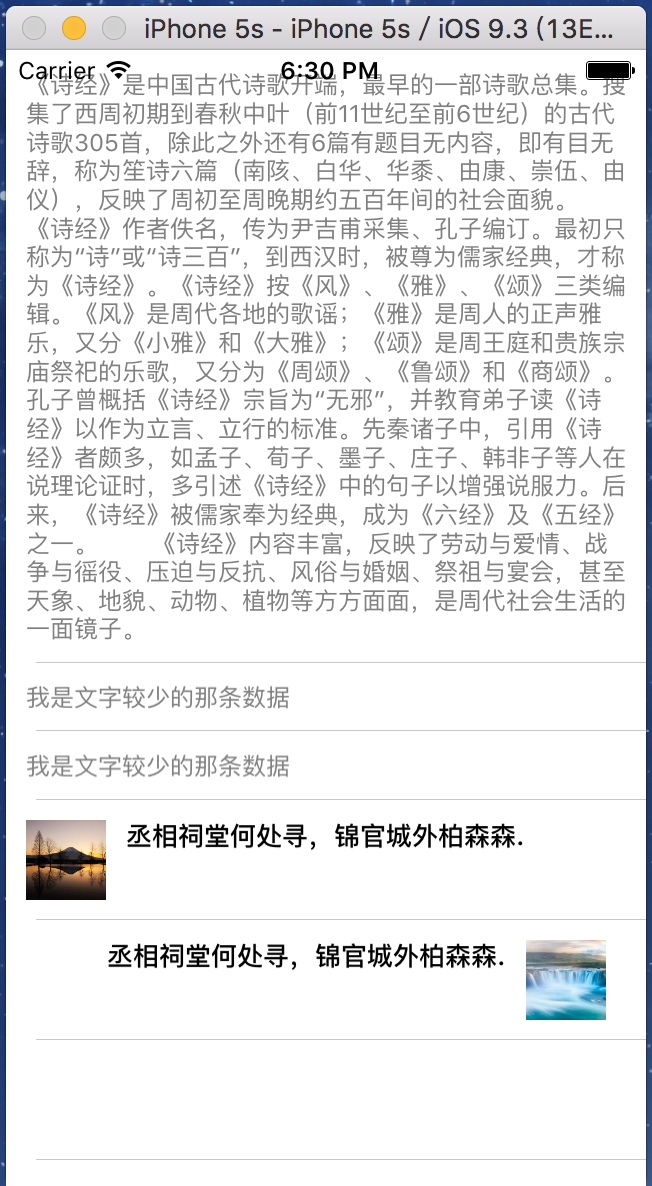 iPhone 5s - iPhone 5s / iOS 9.3 (13E...
Carrier 6:30 PM
《诗经》是中国古代诗歌开端，最早的一部诗歌总集。搜
集了西周初期到春秋中叶（前11世纪至前6世纪）的古代
诗歌305首，除此之外还有6篇有题目无内容，即有目无
辞，称为笙诗六篇（南陔、白华、华黍、由康、崇伍、由
仪），反映了周初至周晚期约五百年间的社会面貌。
《诗经》作者佚名，传为尹吉甫采集、孔子编订。最初只
称为“诗”或“诗三百”，到西汉时，被尊为儒家经典，才称
为《诗经》。《诗经》按《风》、《雅》、《颂》三类编
辑。《风》是周代各地的歌谣；《雅》是周人的正声雅
乐，又分《小雅》和《大雅》；《颂》是周王庭和贵族宗
庙祭祀的乐歌，又分为《周颂》、《鲁颂》和《商颂》。
孔子曾概括《诗经》宗旨为“无邪”，并教育弟子读《诗
经》以作为立言、立行的标准。先秦诸子中，引用《诗
经》者颇多，如孟子、荀子、墨子、庄子、韩非子等人在
说理论证时，多引述《诗经》中的句子以增强说服力。后
来，《诗经》被儒家奉为经典，成为《六经》及《五经》
之一。 《诗经》内容丰富，反映了劳动与爱情、战
争与徭役、压迫与反抗、风俗与婚姻、祭祖与宴会，甚至
天象、地貌、动物、植物等方方面面，是周代社会生活的
一面镜子。
我是文字较少的那条数据
我是文字较少的那条数据
丞相祠堂何处寻，锦官城外柏森森.
丞相祠堂何处寻，锦官城外柏森森.